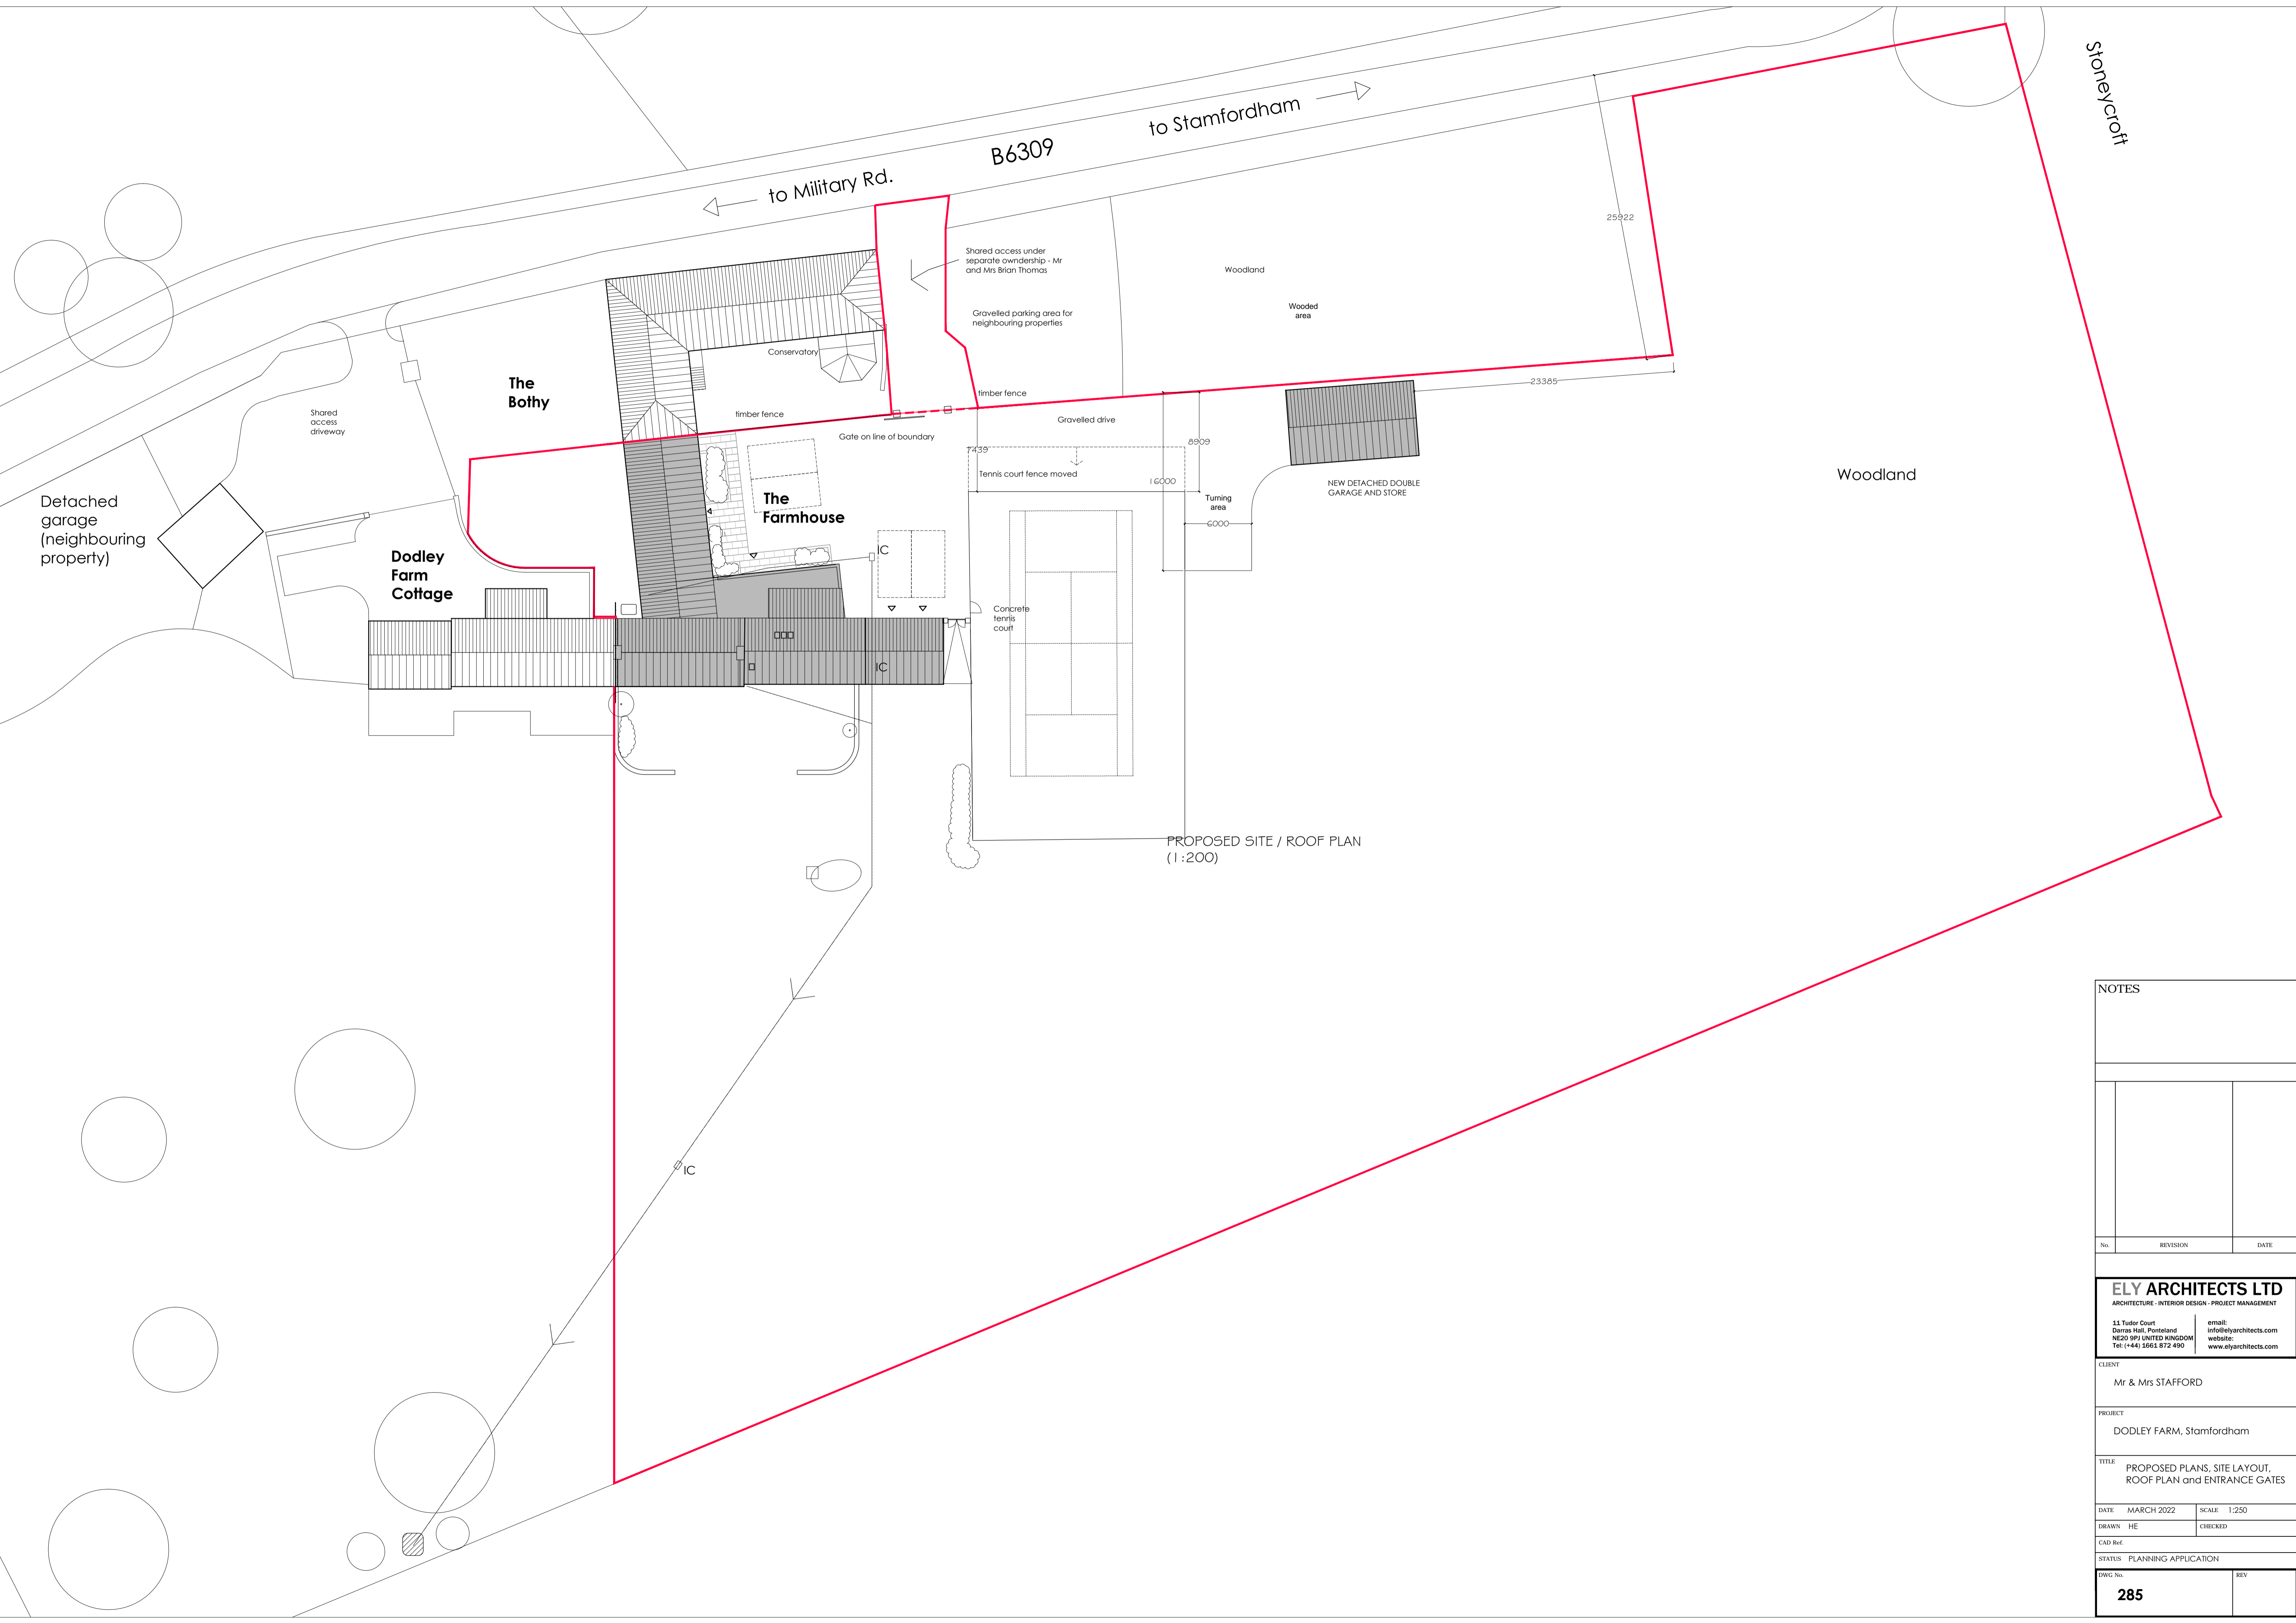 Stoneycroft
to Stamfordham
B6309
to Military Rd.
25922
Shared access under
separate owndership - Mr
and Mrs Brian Thomas
Woodland
Wooded
area
Gravelled parking area for
neighbouring properties
Conservatory
The
Bothy
23385
timber fence
timber fence
Shared
access
driveway
Gravelled drive
Gate on line of boundary
8909
7439
Tennis court fence moved
16000
Woodland
NEW DETACHED DOUBLE
GARAGE AND STORE
Turning
area
6000
The
Farmhouse
Detached
garage
(neighbouring
property)
Dodley
Farm
Cottage
IC
Concrete
tennis
court
IC
PROPOSED SITE / ROOF PLAN
(1:200)
IC
NOTES
No.
REVISION
DATE
ELY ARCHITECTS LTD
ARCHITECTURE - INTERIOR DESIGN - PROJECT MANAGEMENT
11 Tudor Court
Darras Hall, Ponteland
NE20 9PJ UNITED KINGDOM
Tel: (+44) 1661 872 490
email:
info@elyarchitects.com
website:
www.elyarchitects.com
CLIENT
Mr & Mrs STAFFORD
PROJECT
DODLEY FARM, Stamfordham
TITLE
PROPOSED PLANS, SITE LAYOUT,
ROOF PLAN and ENTRANCE GATES
DATE MARCH 2022
SCALE 1:250
DRAWN HE
CHECKED
CAD Ref.
STATUS PLANNING APPLICATION
DWG No.
REV
285